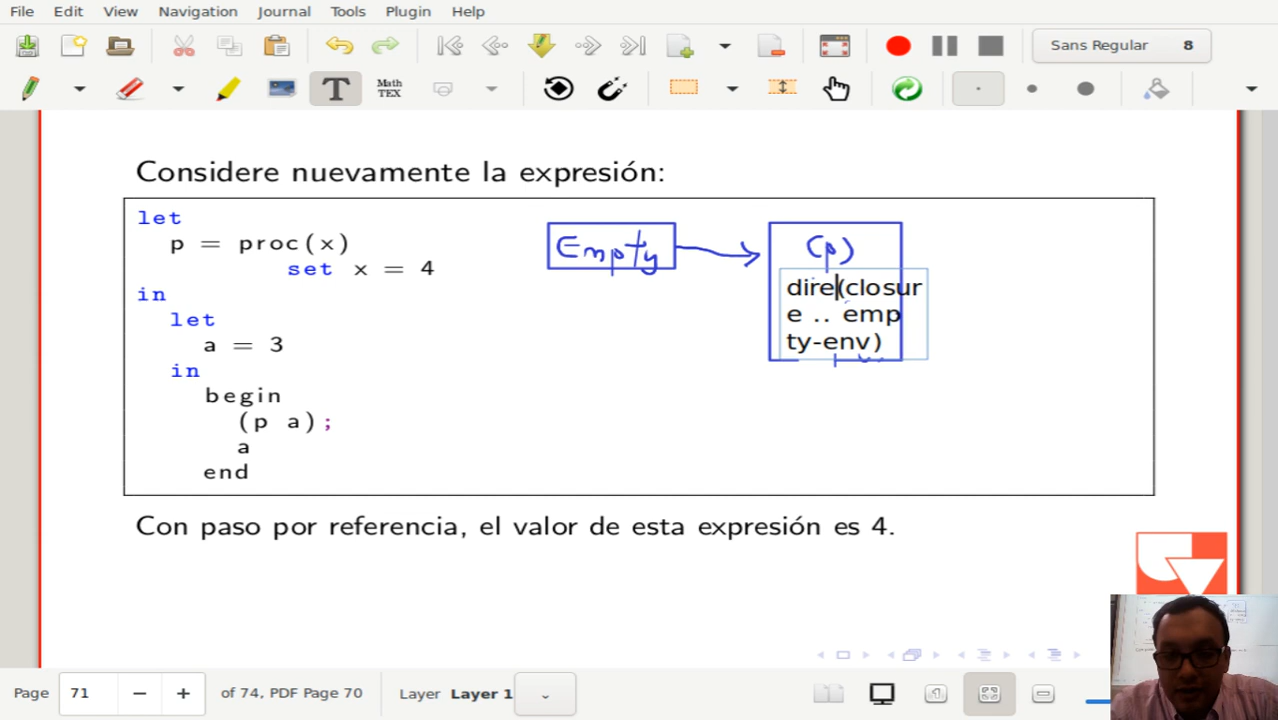 File Edit View Navigation Journal Tools Plugin Help
Sans Regular 8
T Math TEX
Considere nuevamente la expresión:
let
p = proc(x)
set x = 4
in
let
a = 3
in
begin
(p a);
a
end
Empty
(p)
dire(closur
e .. emp
ty-env)
Con paso por referencia, el valor de esta expresión es 4.
Page 71 of 74, PDF Page 70 Layer Layer 1